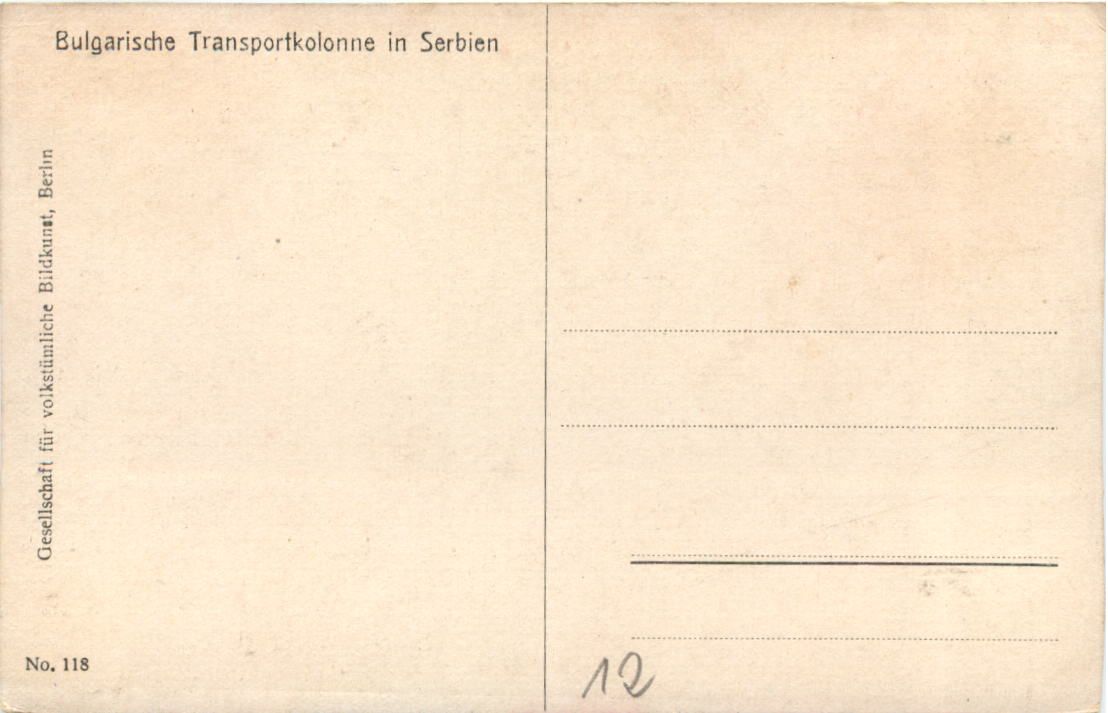 Bulgarische Transportkolonne in Serbien
Gesellschaft für volkstümliche Bildkunst, Berlin
No. 118
12